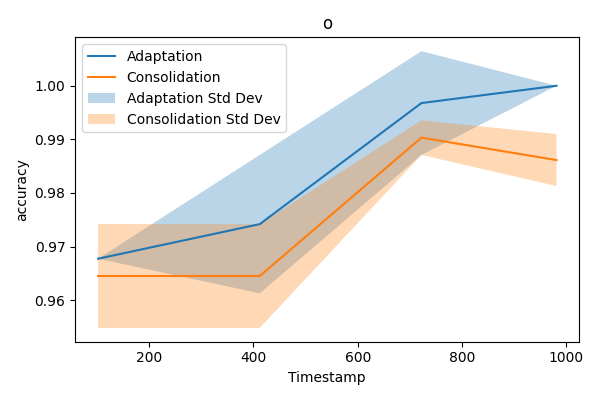 o
Adaptation
Consolidation
Adaptation Std Dev
Consolidation Std Dev
accuracy
1.00
0.99
0.98
0.97
0.96
200 400 600 800 1000
Timestamp